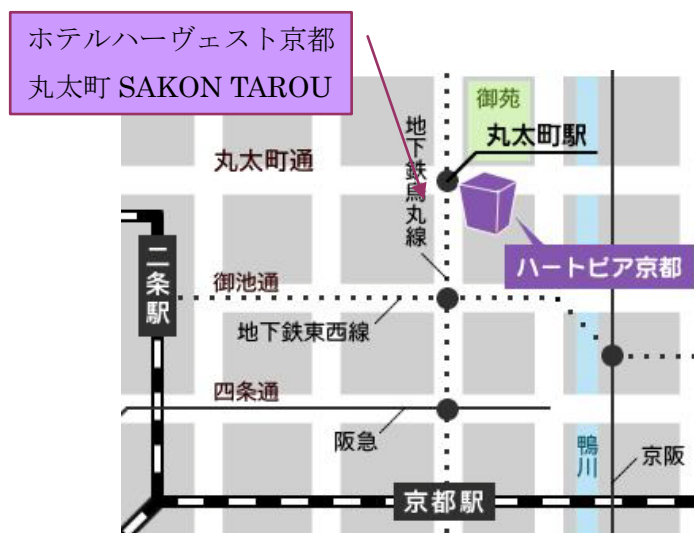 ホテルハーヴェスト京都
丸太町 SAKON TAROU
御苑
丸太町駅
丸太町通
地下鉄烏丸線
ハートピア京都
二条駅
御池通
地下鉄東西線
四条通
阪急
鴨川
京阪
京都駅